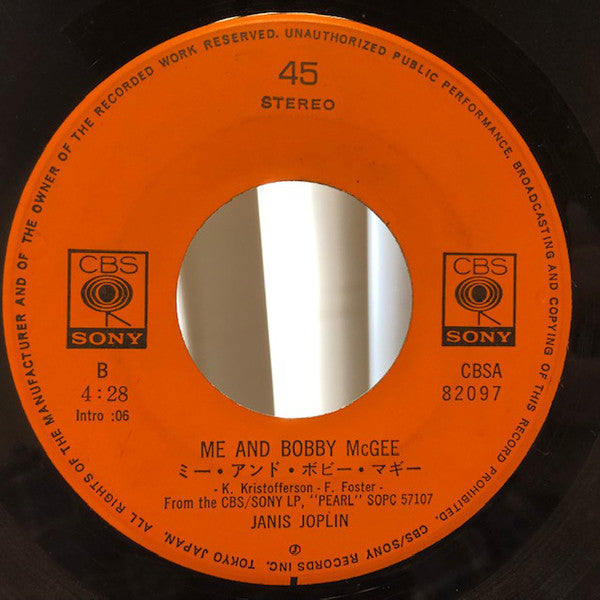 ALL RIGHTS OF THE MANUFACTURER AND OF THE OWNER OF THE RECORDED WORK RESERVED. UNAUTHORIZED PUBLIC PERFORMANCE, BROADCASTING AND COPYING OF THIS RECORD PROHIBITED.
45
STEREO
CBS
SONY
CBS
SONY
B
4:28
Intro :06
CBSA
82097
ME AND BOBBY McGEE
ミー・アンド・ボビー・マギー
- K. Kristofferson - F. Foster -
From the CBS/SONY LP, "PEARL" SOPC 57107
JANIS JOPLIN
℗
CBS/SONY RECORDS INC. TOKYO JAPAN.